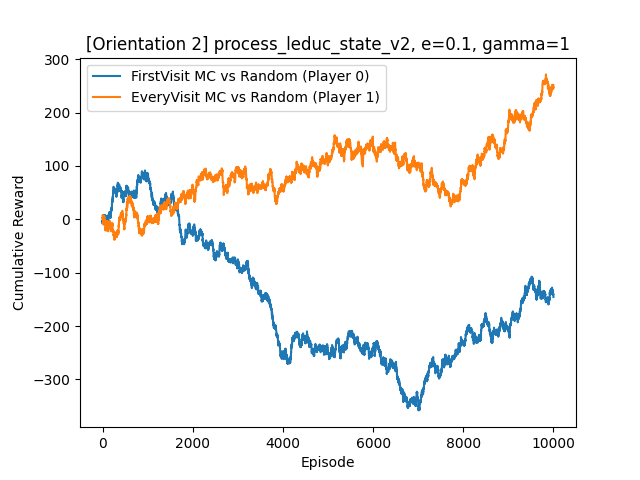 [Orientation 2] process_leduc_state_v2, e=0.1, gamma=1
FirstVisit MC vs Random (Player 0)
EveryVisit MC vs Random (Player 1)
Cumulative Reward
300
200
100
0
−100
−200
−300
0
2000
4000
6000
8000
10000
Episode